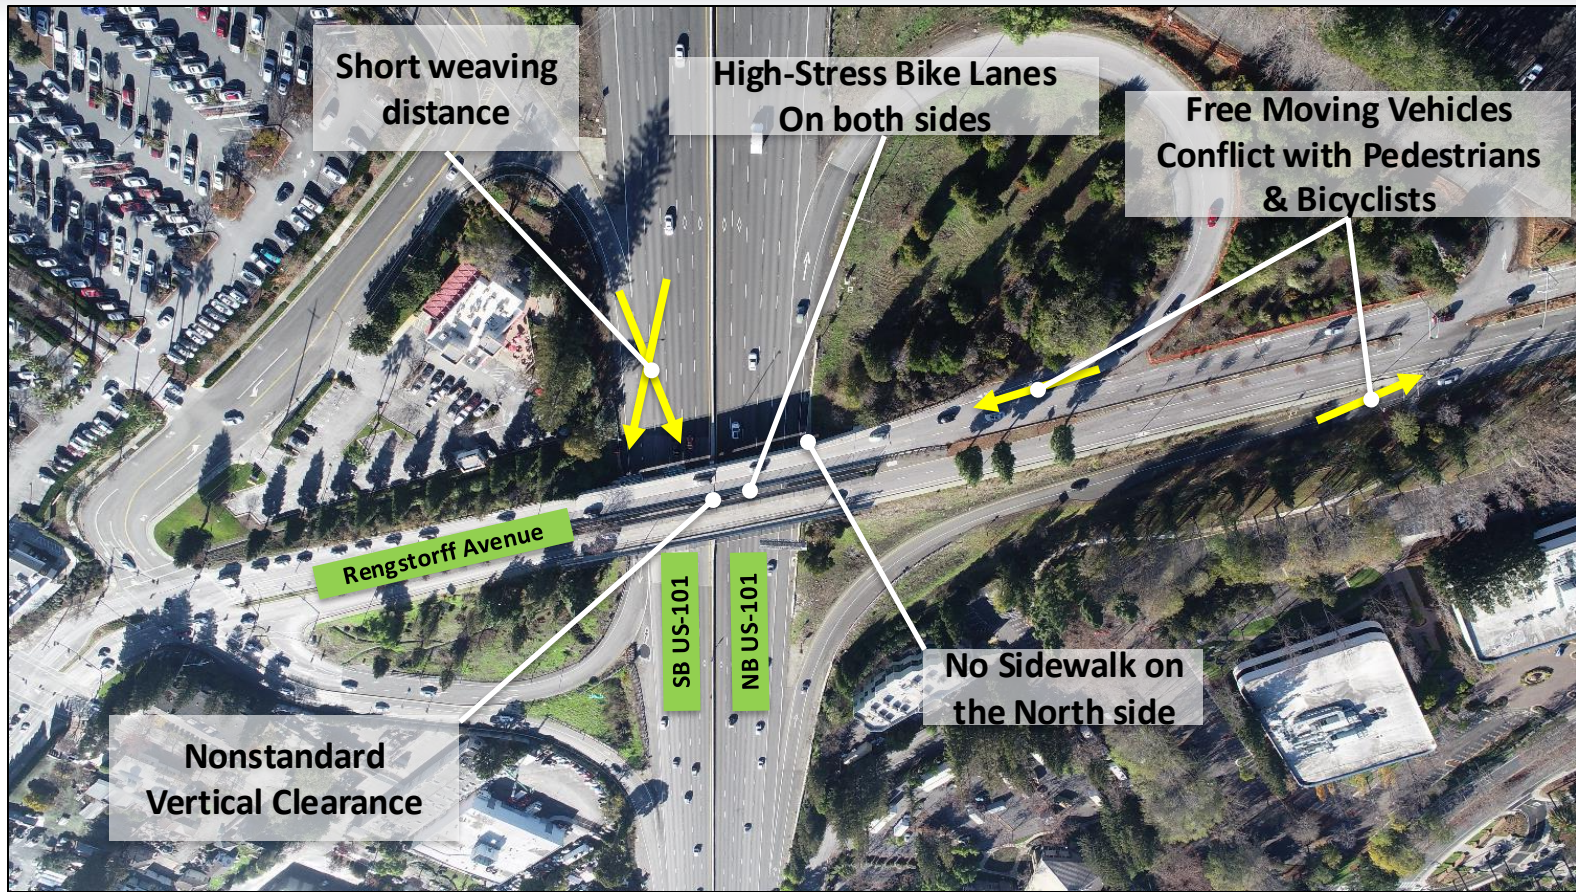 Short weaving
distance
High-Stress Bike Lanes
On both sides
Free Moving Vehicles
Conflict with Pedestrians
& Bicyclists
Rengstorff Avenue
SB US-101
NB US-101
No Sidewalk on
the North side
Nonstandard
Vertical Clearance